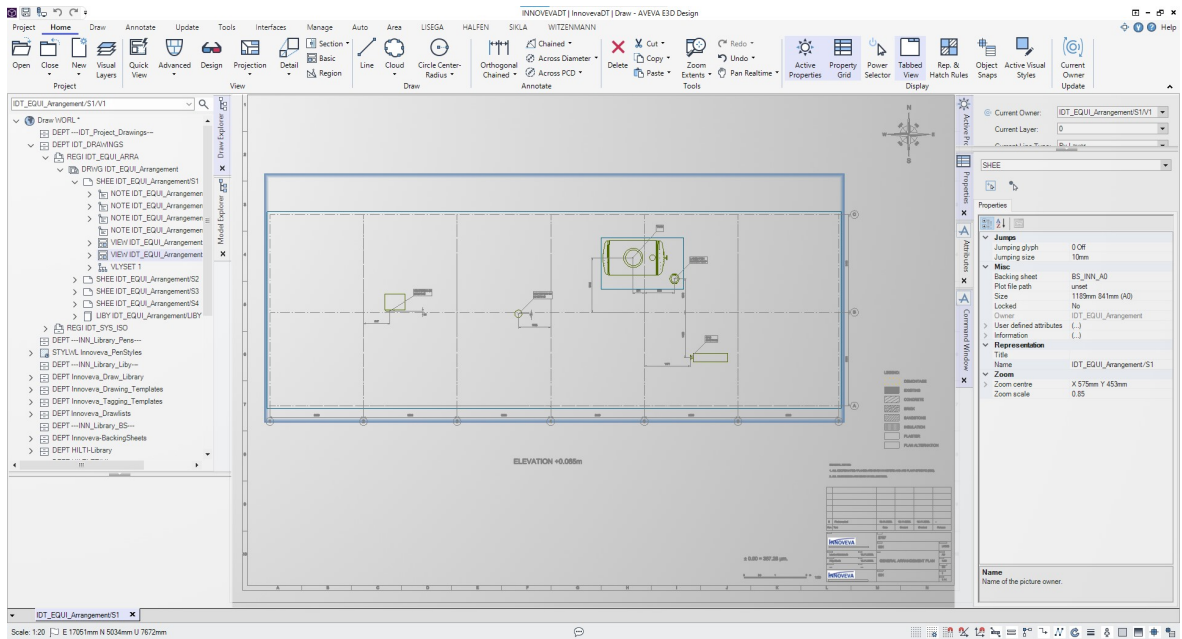 INNOVEVADT | InnovevaDT | Draw - AVEVA E3D Design
Project Home Draw Annotate Update Tools Interfaces Manage Auto Area LISEGA HALFEN SIKLA WITZENMANN Help
Open Close New Visual Layers
Project
Quick View Advanced Design Projection Detail
Section
Basic
Region
View
Line Cloud Circle Center-Radius
Draw
Orthogonal Chained
Chained
Across Diameter
Across PCD
Annotate
Delete
Cut
Copy
Paste
Zoom Extents
Redo
Undo
Pan Realtime
Tools
Active Properties Property Grid Power Selector Tabbed View Rep. & Hatch Rules Object Snaps Active Visual Styles
Display
Current Owner
Update
IDT_EQUI_Arrangement/S1/V1
Draw WORL *
DEPT ---IDT_Project_Drawings---
DEPT IDT_DRAWINGS
REGI IDT_EQUI_ARRA
DRWG IDT_EQUI_Arrangement
SHEE IDT_EQUI_Arrangement/S1
NOTE IDT_EQUI_Arrangemen
NOTE IDT_EQUI_Arrangemen
NOTE IDT_EQUI_Arrangemen
NOTE IDT_EQUI_Arrangemen
VIEW IDT_EQUI_Arrangement
VIEW IDT_EQUI_Arrangement
VLYSET 1
SHEE IDT_EQUI_Arrangement/S2
SHEE IDT_EQUI_Arrangement/S3
SHEE IDT_EQUI_Arrangement/S4
UBY IDT_EQUI_Arrangement/UBY
REGI IDT_SYS_ISO
DEPT ---INN_Library_Pens---
STYLWL Innoveva_PenStyles
DEPT ---INN_Library_Liby---
DEPT Innoveva_Draw_Library
DEPT Innoveva_Drawing_Templates
DEPT Innoveva_Tagging_Templates
DEPT Innoveva_Drawlists
DEPT ---INN_Library_BS---
DEPT Innoveva-BackingSheets
DEPT HILTI-Library
Draw Explorer
Model Explorer
N
ELEVATION +0.066m
INNOVEVA
GENERAL ARRANGEMENT PLAN
INNOVEVA
Active Prc
Properties
Attributes
Command Window
Current Owner: IDT_EQUI_Arrangement/S1/V1
Current Layer: 0
SHEE
Properties
Jumps
Jumping glyph 0 Off
Jumping size 10mm
Misc
Backing sheet BS_INN_A0
Plot file path unset
Size 1189mm 841mm (A0)
Locked No
Owner IDT_EQUI_Arrangement
User defined attributes (...)
Information (...)
Representation
Title
Name IDT_EQUI_Arrangement/S1
Zoom
Zoom centre X 575mm Y 453mm
Zoom scale 0.85
Name
Name of the picture owner.
IDT_EQUI_Arrangement/S1
Scale: 1:20 E 17051mm N 5034mm U 7672mm